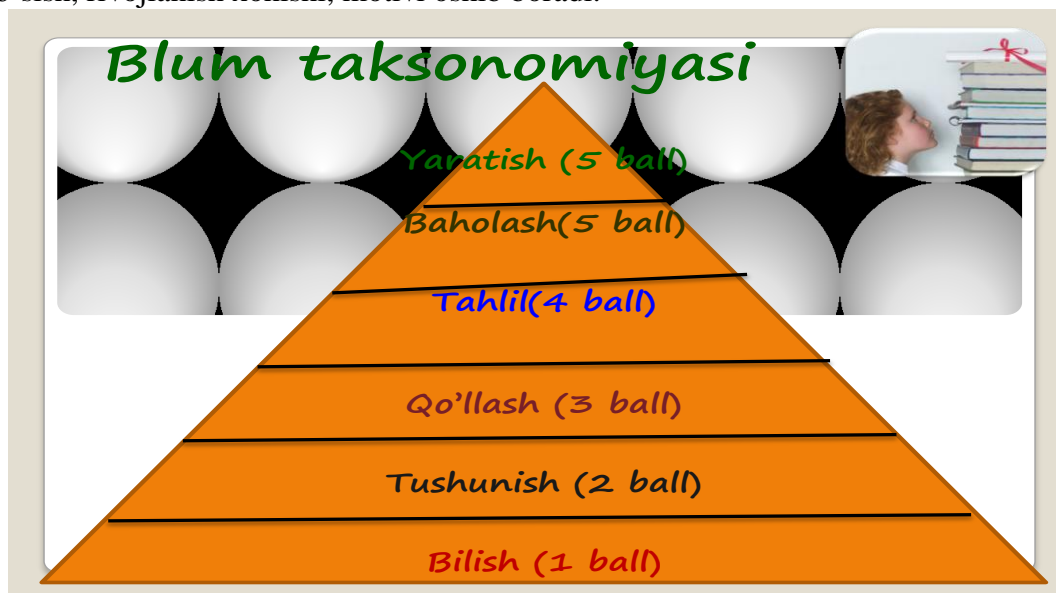 Blum taksonomiyasi
Yaratish (5 ball)
Baholash(5 ball)
Tahlil(4 ball)
Qo’llash (3 ball)
Tushunish (2 ball)
Bilish (1 ball)